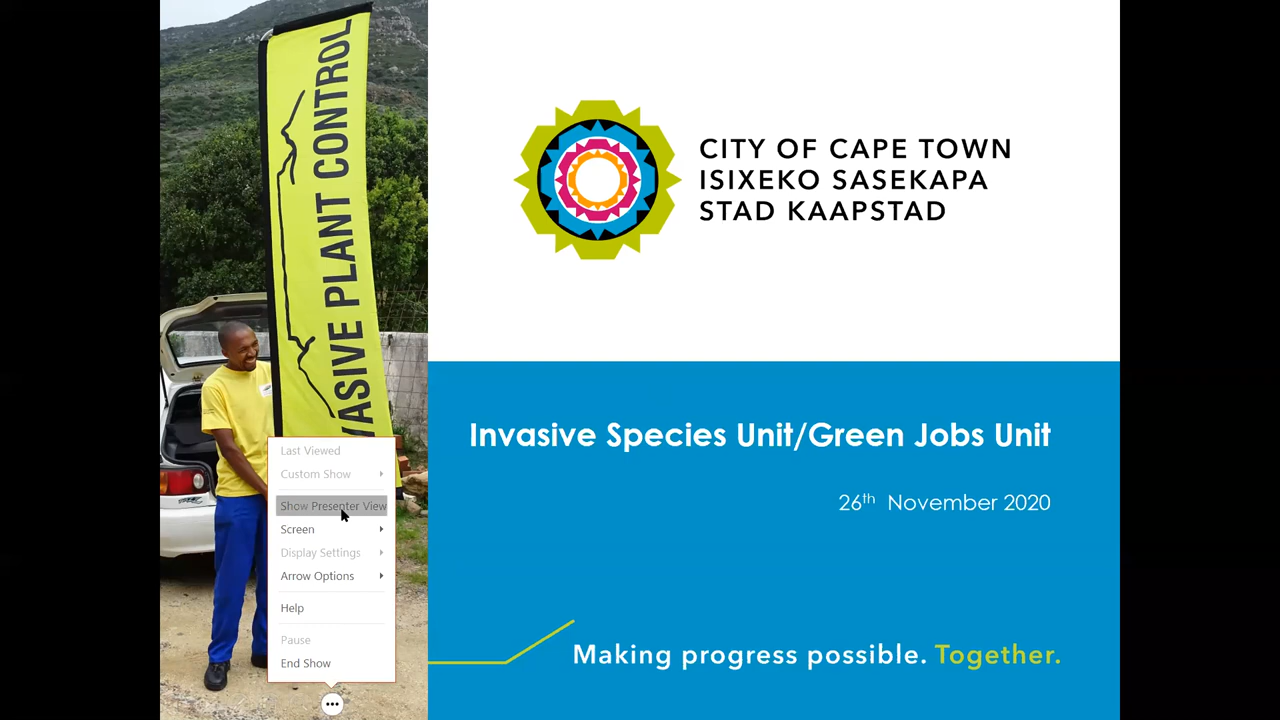 ASIVE PLANT CONTROL
CITY OF CAPE TOWN
ISIXEKO SASEKAPA
STAD KAAPSTAD
Invasive Species Unit/Green Jobs Unit
26th November 2020
Last Viewed
Custom Show
Show Presenter View
Screen
Display Settings
Arrow Options
Help
Pause
End Show
Making progress possible. Together.